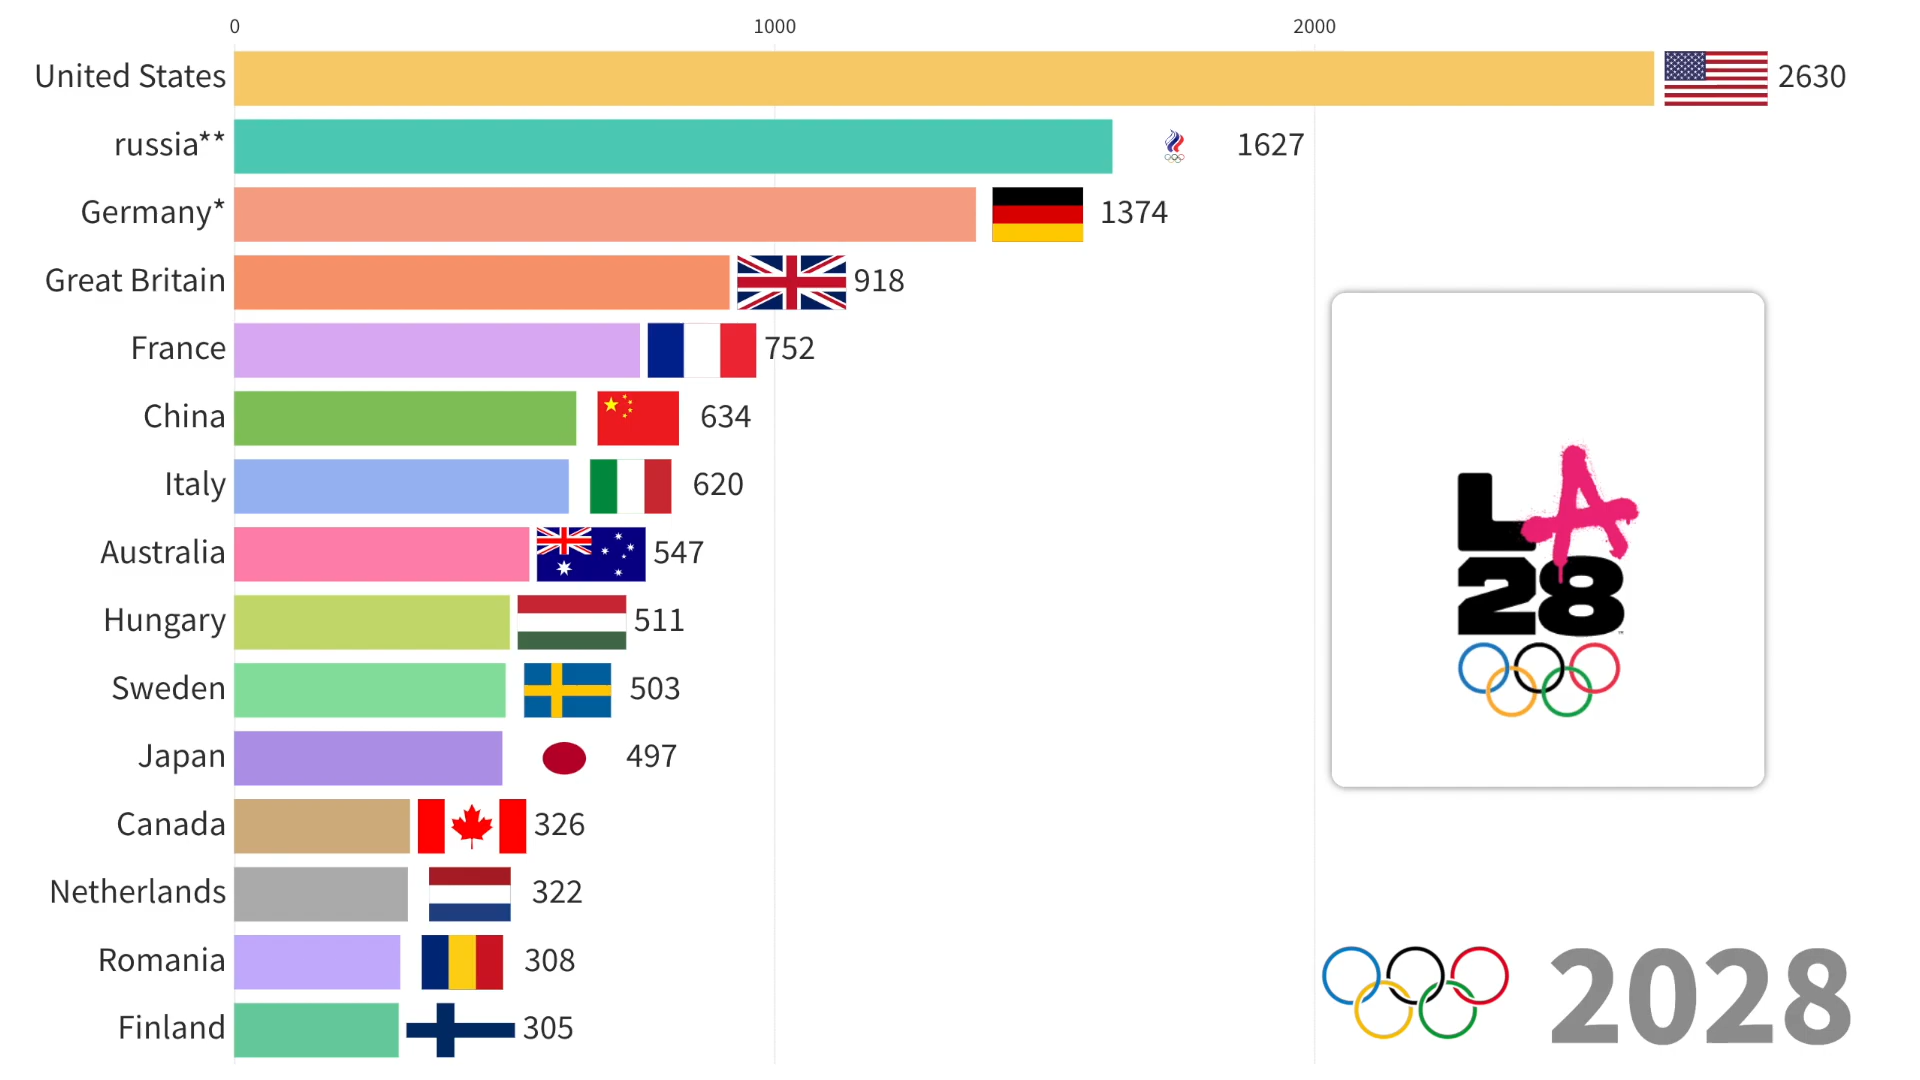 0 1000 2000
United States 2630
russia** 1627
Germany* 1374
Great Britain 918
France 752
China 634
Italy 620
Australia 547
Hungary 511
Sweden 503
Japan 497
Canada 326
Netherlands 322
Romania 308
Finland 305
LA
28
2028